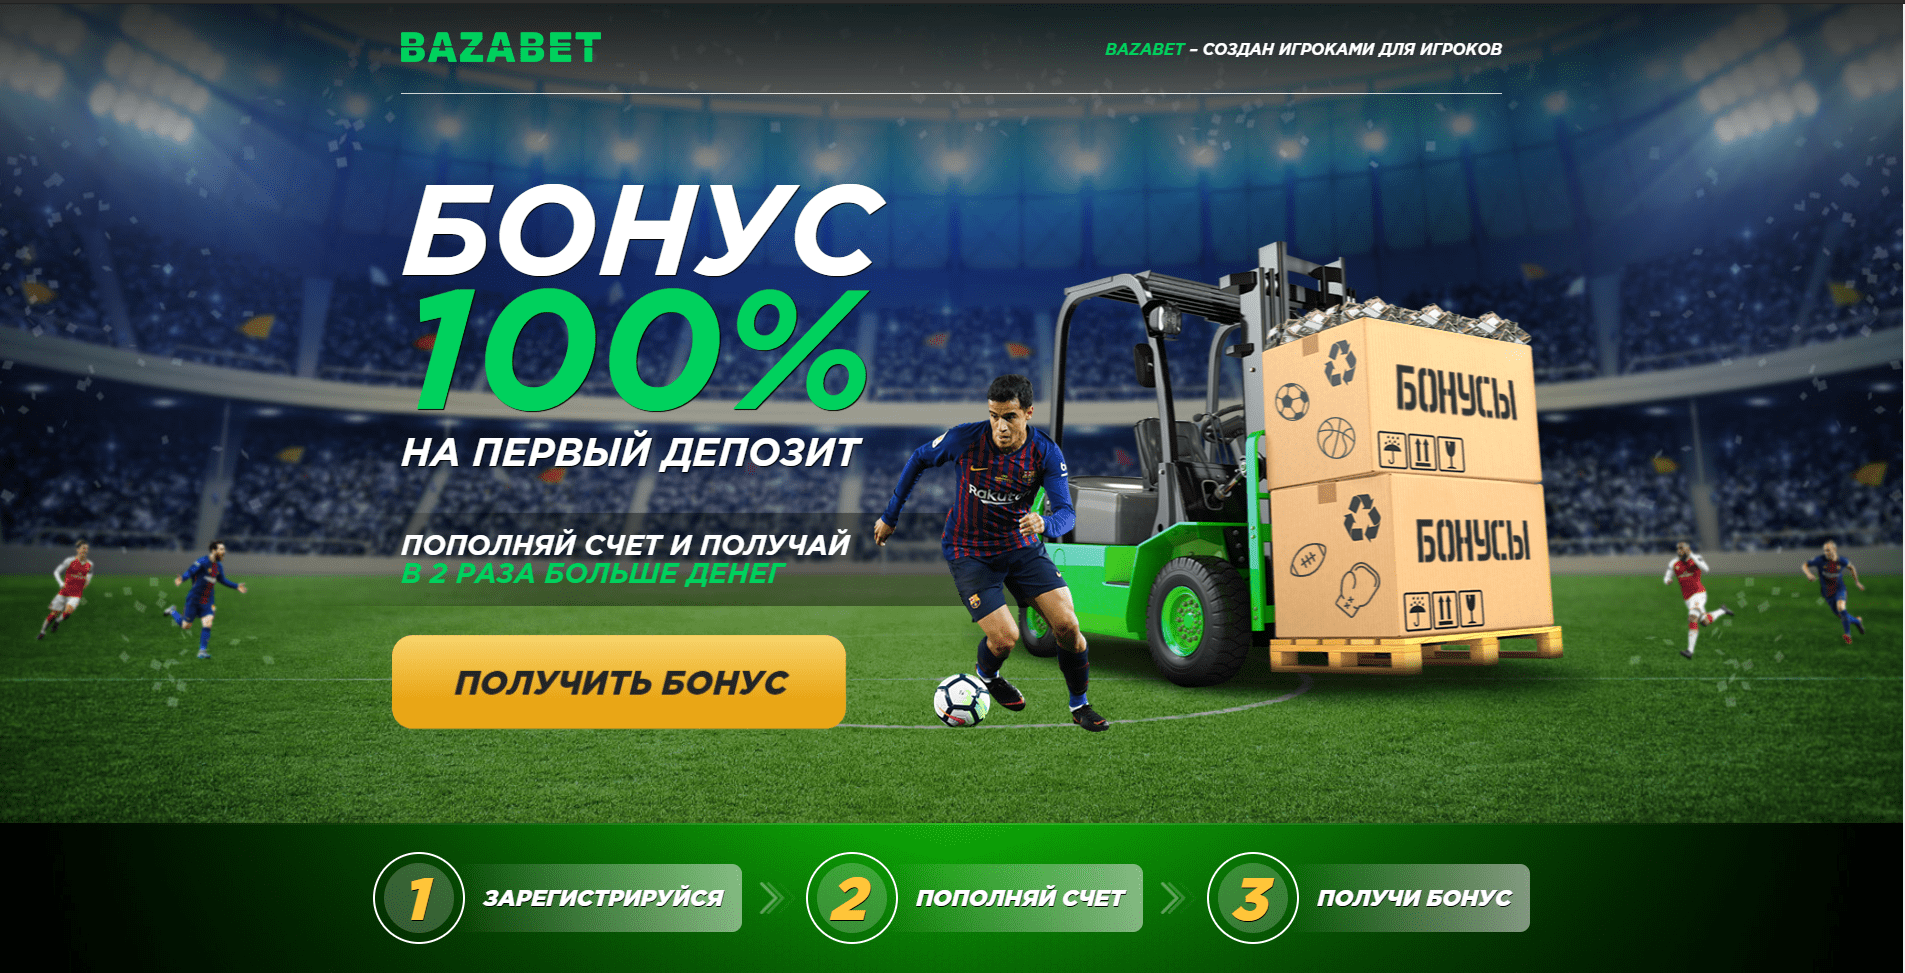 BAZABET
BAZABET – СОЗДАН ИГРОКАМИ ДЛЯ ИГРОКОВ
БОНУС
100%
НА ПЕРВЫЙ ДЕПОЗИТ
ПОПОЛНЯЙ СЧЕТ И ПОЛУЧАЙ
В 2 РАЗА БОЛЬШЕ ДЕНЕГ
ПОЛУЧИТЬ БОНУС
БОНУСЫ
БОНУСЫ
Rakuten
1 ЗАРЕГИСТРИРУЙСЯ
2 ПОПОЛНЯЙ СЧЕТ
3 ПОЛУЧИ БОНУС